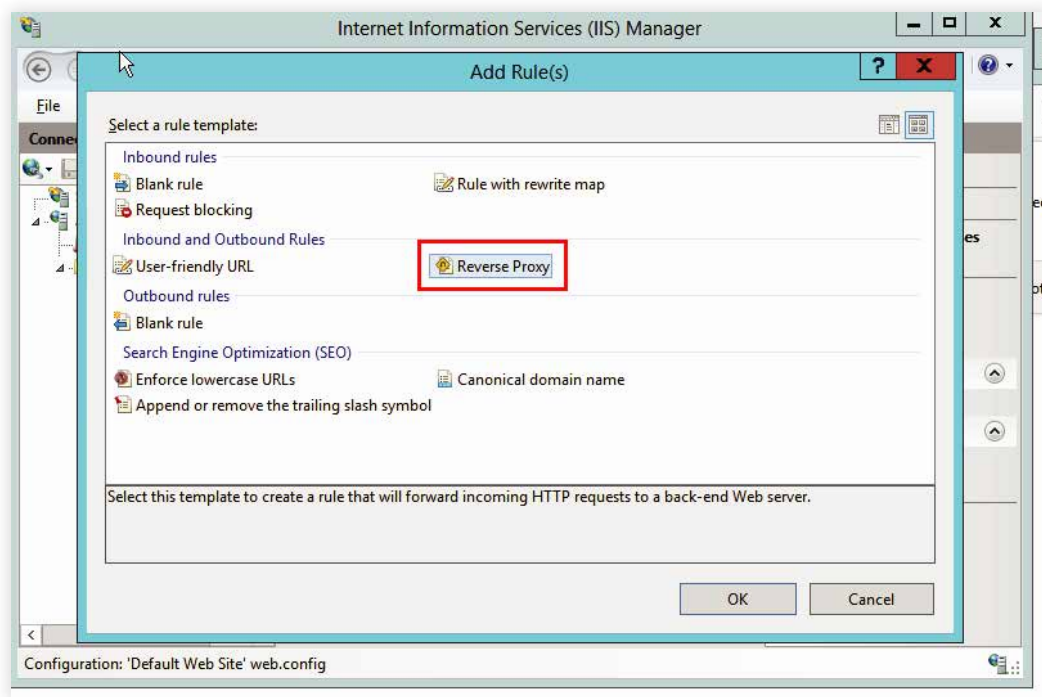 Internet Information Services (IIS) Manager
Add Rule(s)
?
X
File
Select a rule template:
Conne
Inbound rules
Blank rule
Rule with rewrite map
Request blocking
Inbound and Outbound Rules
es
User-friendly URL
Reverse Proxy
Outbound rules
Blank rule
Search Engine Optimization (SEO)
Enforce lowercase URLs
Canonical domain name
Append or remove the trailing slash symbol
Select this template to create a rule that will forward incoming HTTP requests to a back-end Web server.
OK
Cancel
Configuration: 'Default Web Site' web.config